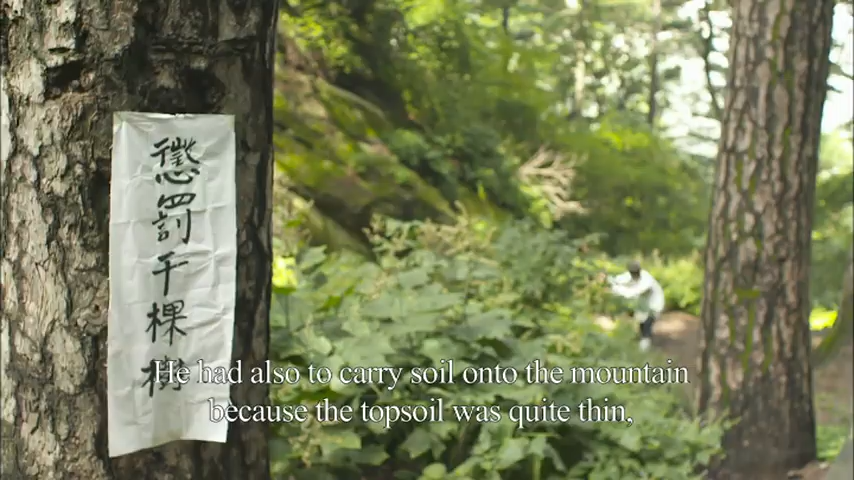 懲罰千棵樹
He had also to carry soil onto the mountain
because the topsoil was quite thin,